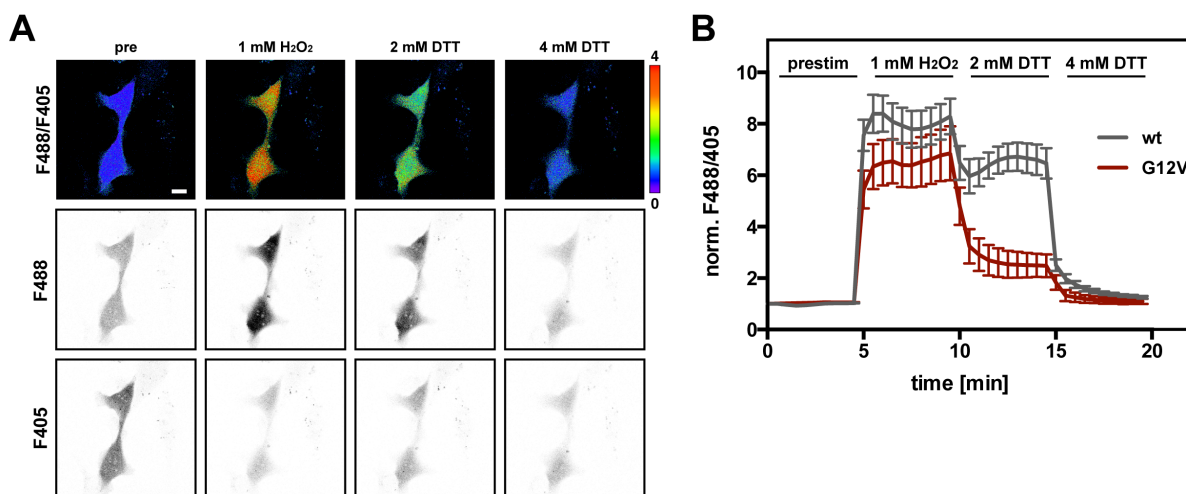 A
pre
1 mM H2O2
2 mM DTT
4 mM DTT
F488/F405
4
0
F488
F405
B
norm. F488/405
10
8
6
4
2
0
prestim
1 mM H2O2
2 mM DTT
4 mM DTT
wt
G12V
0
5
10
15
20
time [min]